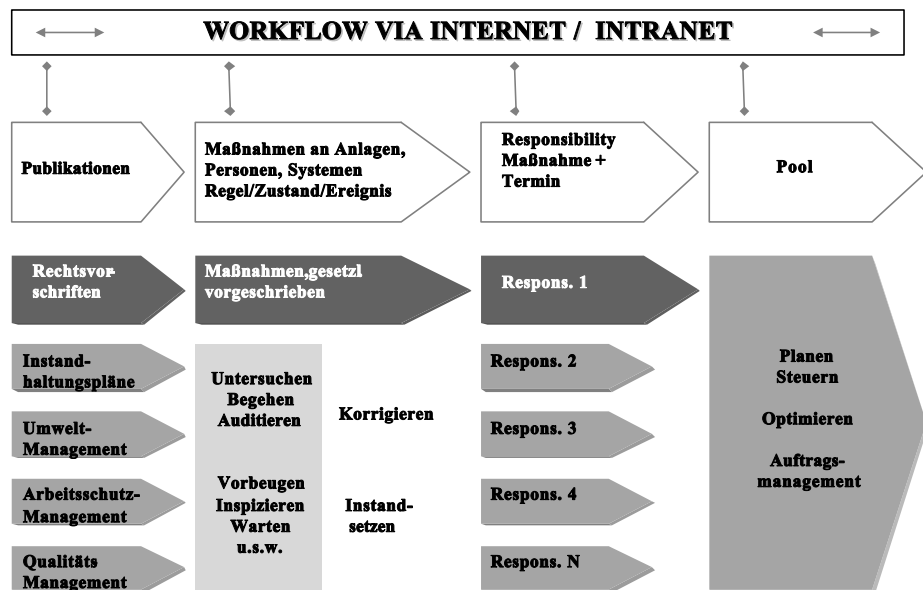 WORKFLOW VIA INTERNET / INTRANET
Publikationen
Maßnahmen an Anlagen,
Personen, Systemen
Regel/Zustand/Ereignis
Responsibility
Maßnahme +
Termin
Pool
Rechtsvor-
schriften
Maßnahmen,gesetzl
vorgeschrieben
Respons. 1
Instand-
haltungspläne
Umwelt-
Management
Arbeitsschutz-
Management
Qualitäts
Management
Untersuchen
Begehen
Auditieren
Vorbeugen
Inspizieren
Warten
u.s.w.
Korrigieren
Instand-
setzen
Respons. 2
Respons. 3
Respons. 4
Respons. N
Planen
Steuern
Optimieren
Auftrags-
management